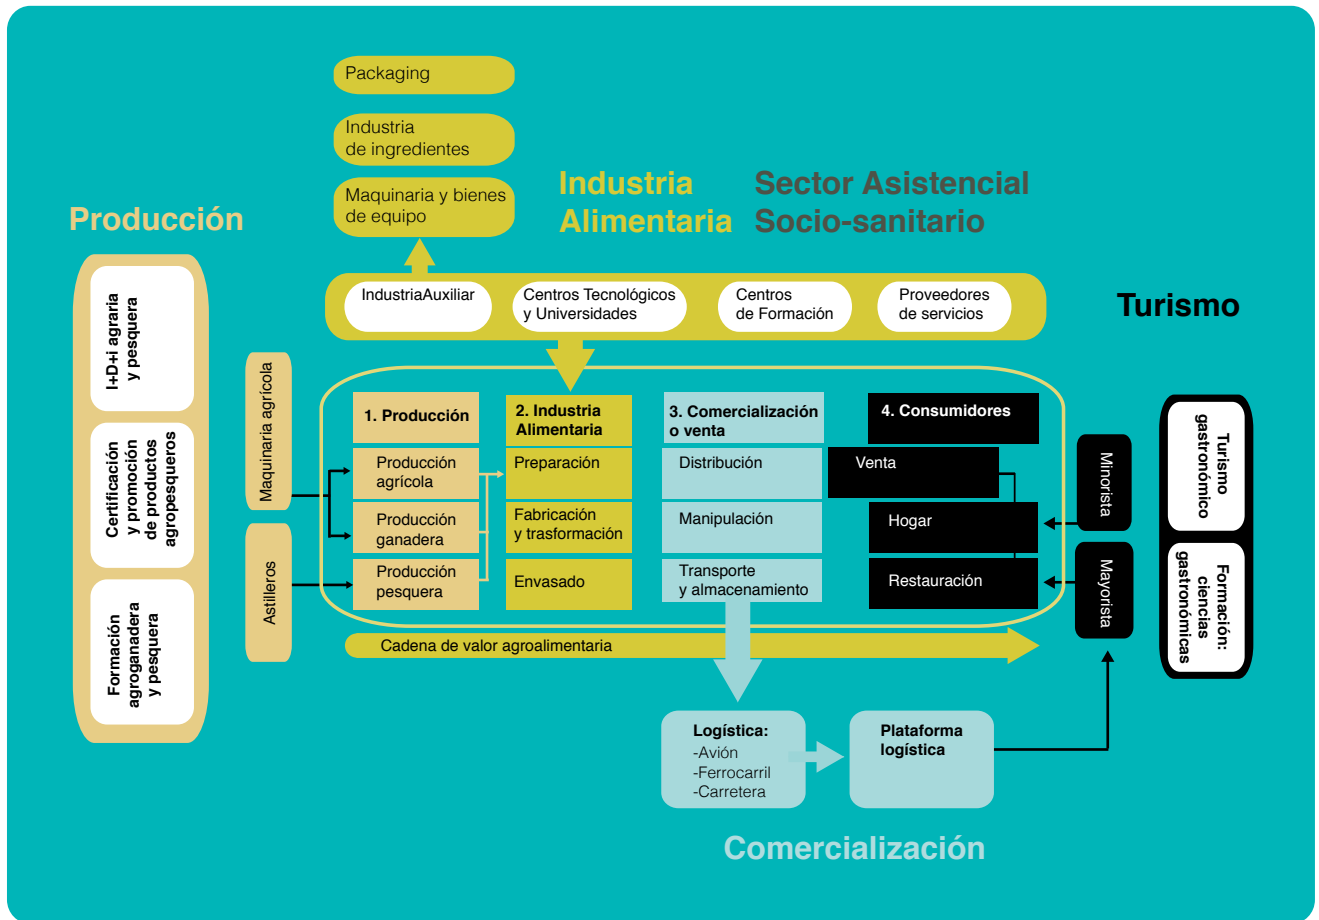 Packaging
Industria
de ingredientes
Maquinaria y bienes
de equipo
Industria
Alimentaria
Sector Asistencial
Socio-sanitario
Producción
Turismo
IndustriaAuxiliar
Centros Tecnológicos
y Universidades
Centros
de Formación
Proveedores
de servicios
I+D+i agraria
y pesquera
Certificación
y promoción
de productos
agropesqueros
Formación
agroganadera
y pesquera
Maquinaria agrícola
Astilleros
1. Producción
Producción
agrícola
Producción
ganadera
Producción
pesquera
2. Industria
Alimentaria
Preparación
Fabricación
y trasformación
Envasado
3. Comercialización
o venta
Distribución
Manipulación
Transporte
y almacenamiento
4. Consumidores
Venta
Hogar
Restauración
Minorista
Mayorista
Turismo
gastronómico
Formación:
ciencias
gastronómicas
Cadena de valor agroalimentaria
Logística:
-Avión
-Ferrocarril
-Carretera
Plataforma
logística
Comercialización